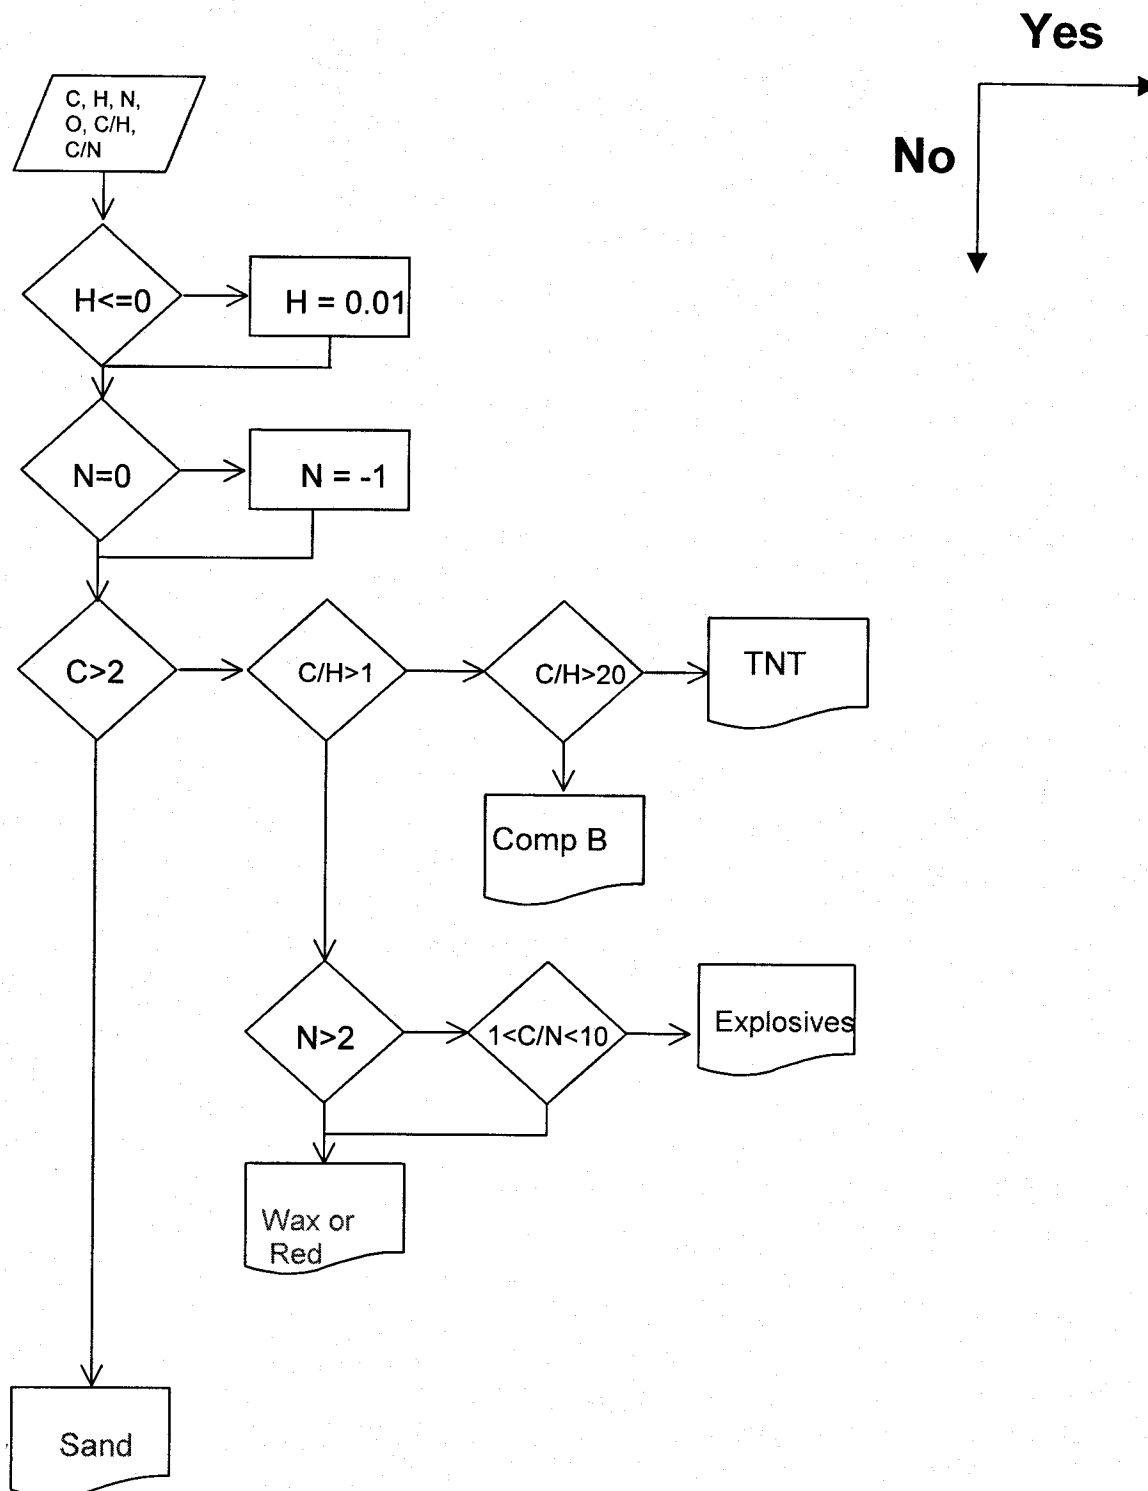 Yes
No
C, H, N,
O, C/H,
C/N
H<=0
H = 0.01
N=0
N = -1
C>2
C/H>1
C/H>20
TNT
Comp B
N>2
1<C/N<10
Explosives
Wax or
Red
Sand